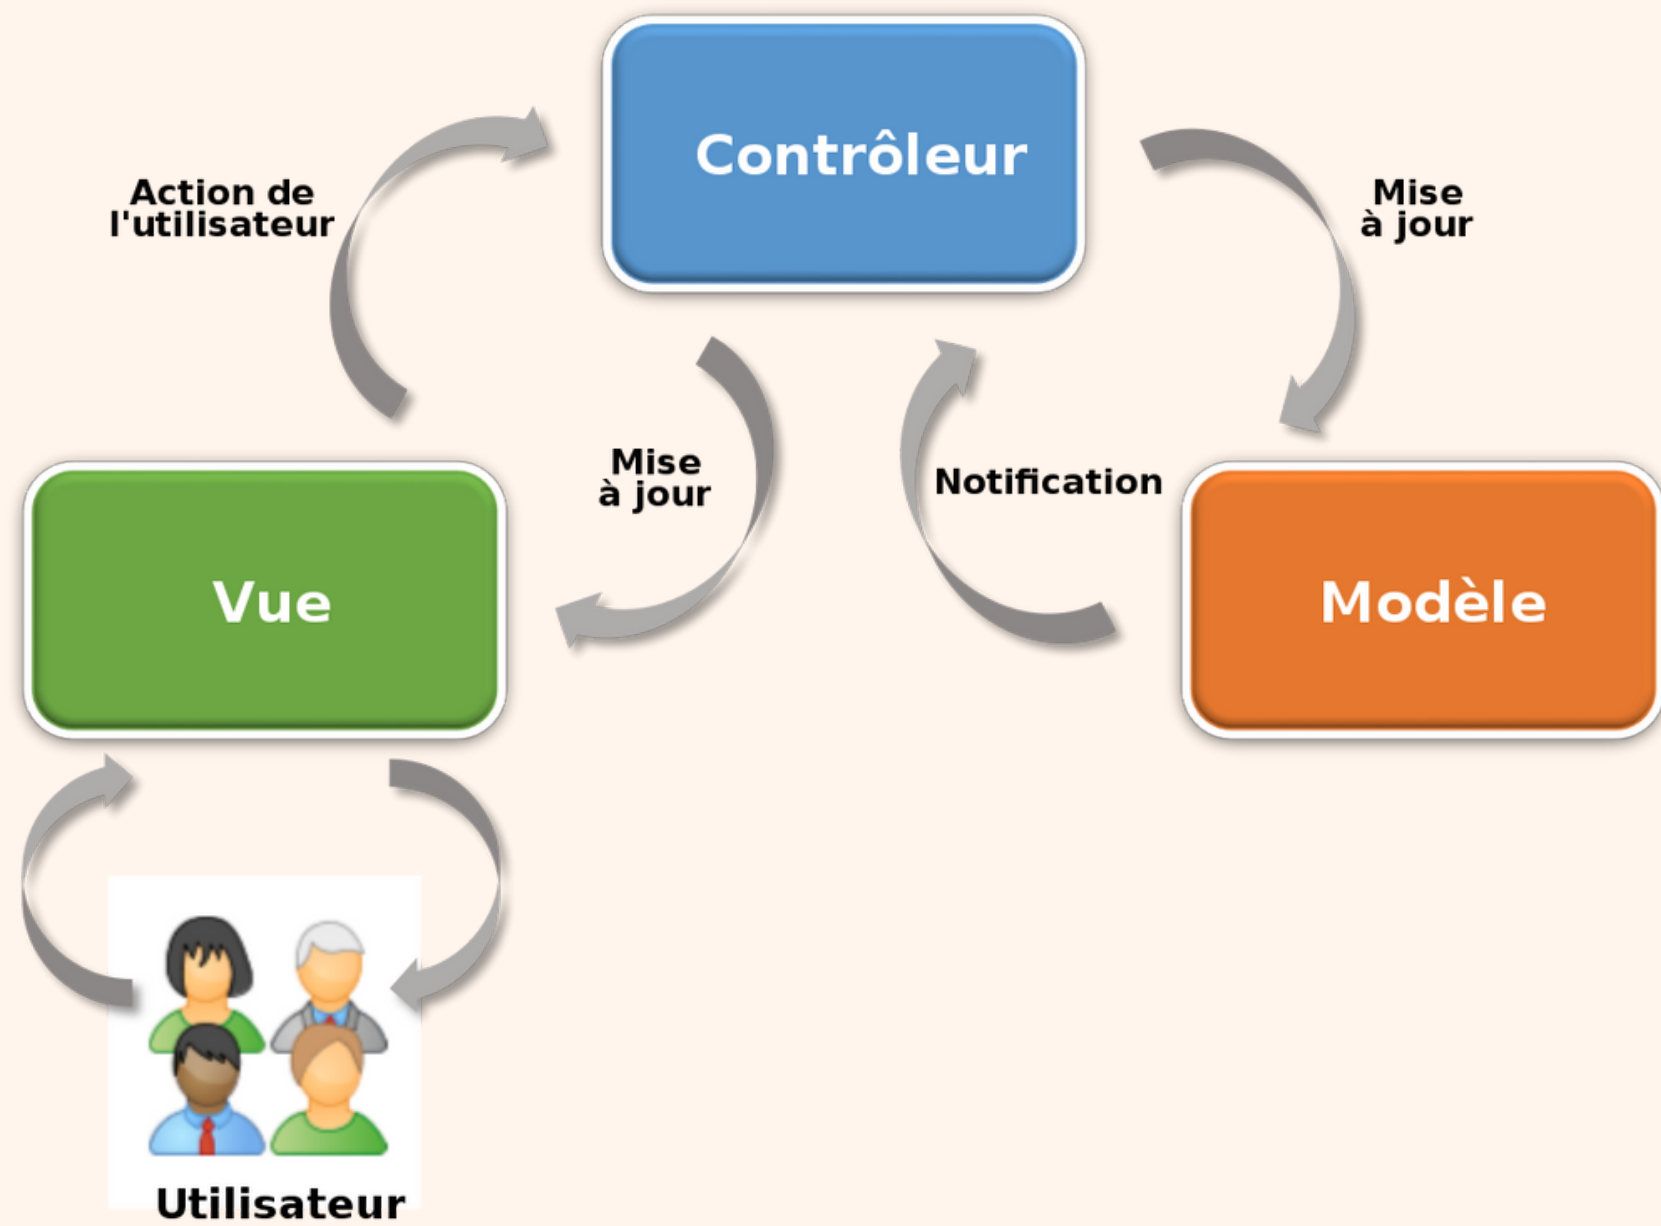 Contrôleur
Action de
l'utilisateur
Mise
à jour
Mise
à jour
Notification
Vue
Modèle
Utilisateur